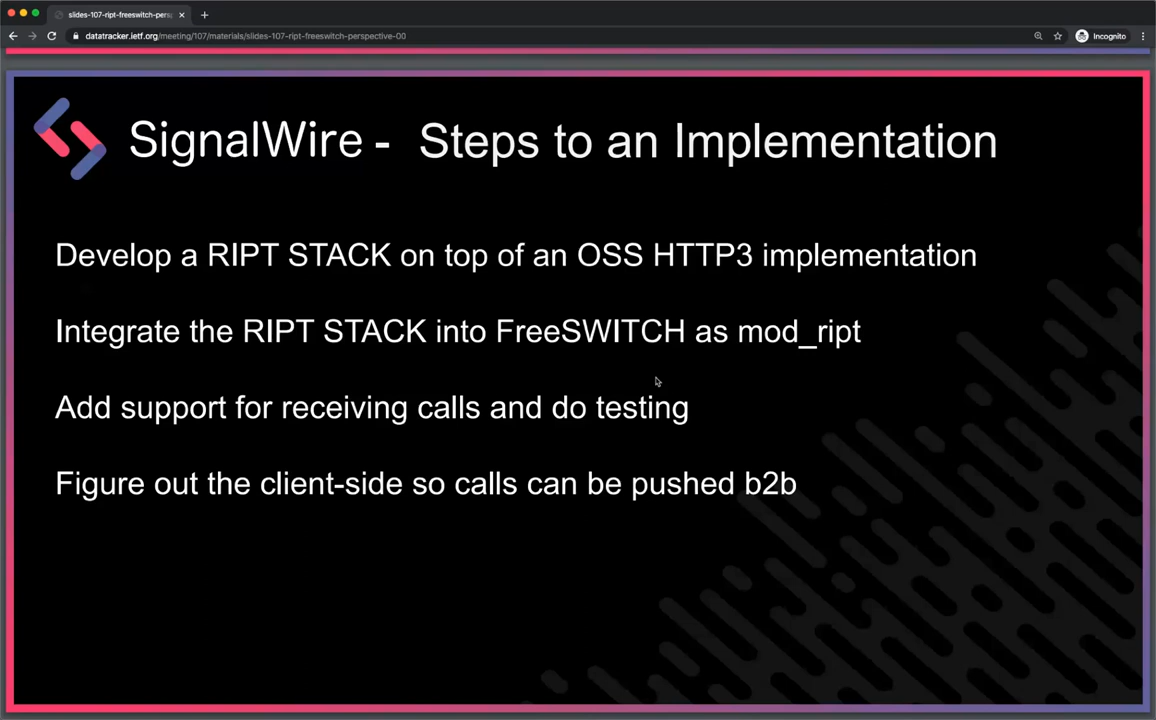 slides-107-ript-freeswitch-pers
datatracker.ietf.org/meeting/107/materials/slides-107-ript-freeswitch-perspective-00
Incognito
SignalWire - Steps to an Implementation
Develop a RIPT STACK on top of an OSS HTTP3 implementation
Integrate the RIPT STACK into FreeSWITCH as mod_ript
Add support for receiving calls and do testing
Figure out the client-side so calls can be pushed b2b